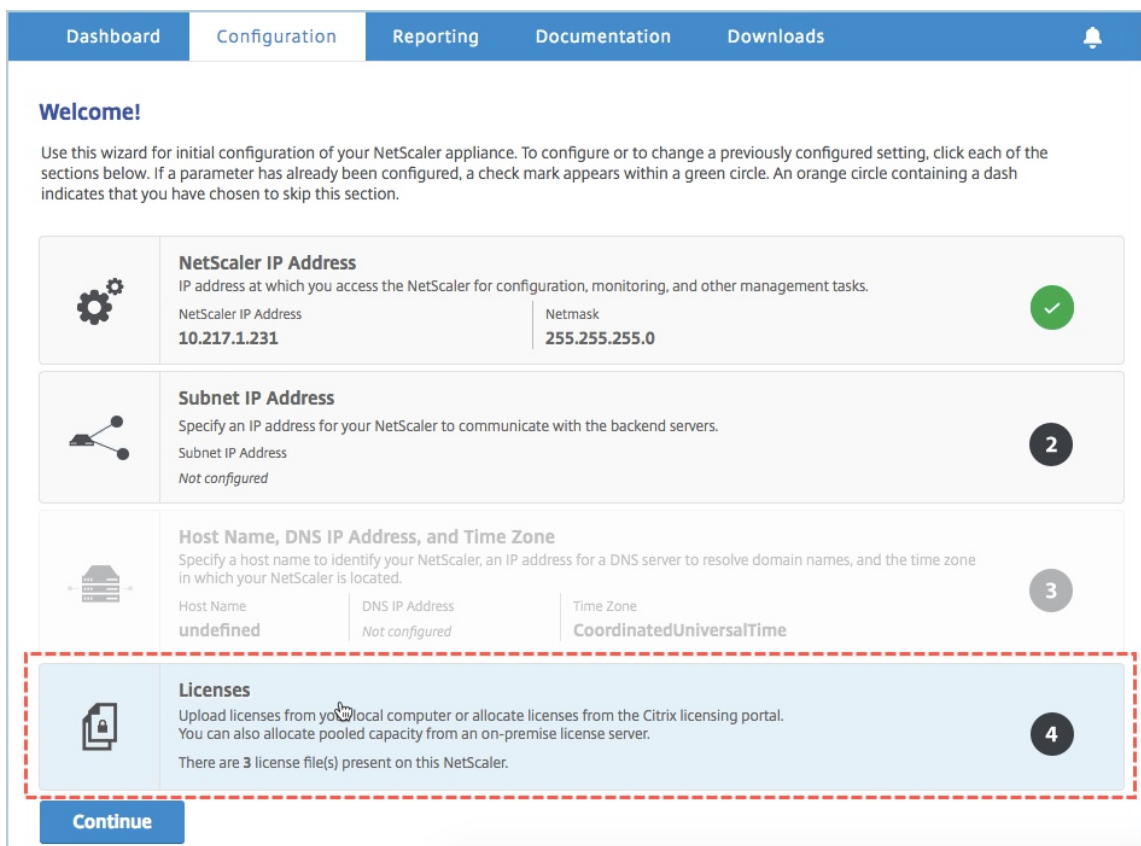 Dashboard Configuration Reporting Documentation Downloads
Welcome!
Use this wizard for initial configuration of your NetScaler appliance. To configure or to change a previously configured setting, click each of the
sections below. If a parameter has already been configured, a check mark appears within a green circle. An orange circle containing a dash
indicates that you have chosen to skip this section.
NetScaler IP Address
IP address at which you access the NetScaler for configuration, monitoring, and other management tasks.
NetScaler IP Address Netmask
10.217.1.231 255.255.255.0
Subnet IP Address
Specify an IP address for your NetScaler to communicate with the backend servers.
2
Subnet IP Address
Not configured
Host Name, DNS IP Address, and Time Zone
Specify a host name to identify your NetScaler, an IP address for a DNS server to resolve domain names, and the time zone
in which your NetScaler is located.
3
Host Name DNS IP Address Time Zone
undefined Not configured CoordinatedUniversalTime
Licenses
Upload licenses from your local computer or allocate licenses from the Citrix licensing portal.
You can also allocate pooled capacity from an on-premise license server.
4
There are 3 license file(s) present on this NetScaler.
Continue